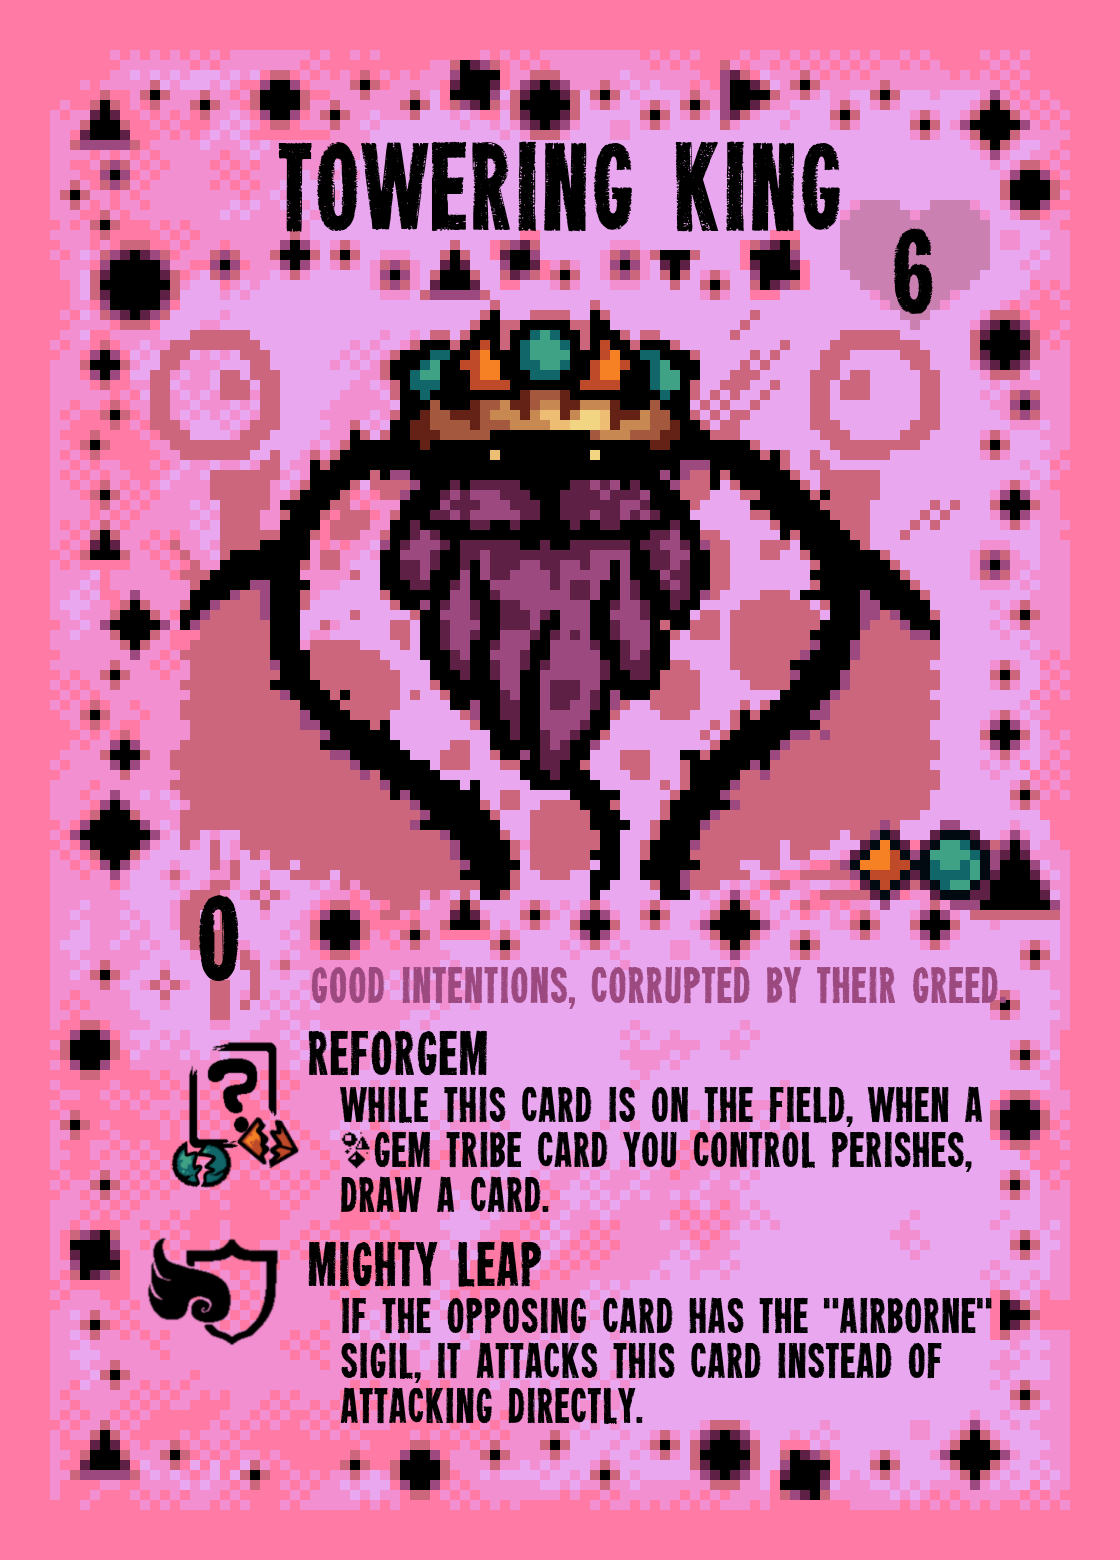 TOWERING KING
6
0
GOOD INTENTIONS, CORRUPTED BY THEIR GREED.
REFORGEM
WHILE THIS CARD IS ON THE FIELD, WHEN A
GEM TRIBE CARD YOU CONTROL PERISHES,
DRAW A CARD.
?
MIGHTY LEAP
IF THE OPPOSING CARD HAS THE "AIRBORNE"
SIGIL, IT ATTACKS THIS CARD INSTEAD OF
ATTACKING DIRECTLY.